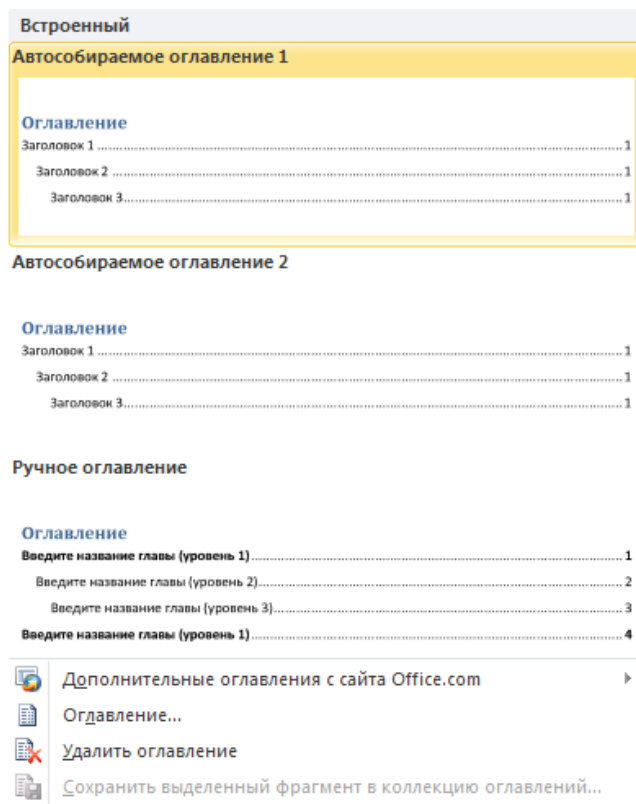 Встроенный
Автособираемое оглавление 1
Оглавление
Заголовок 1 ........................................ 1
Заголовок 2 ........................................ 1
Заголовок 3 ........................................ 1
Автособираемое оглавление 2
Оглавление
Заголовок 1 ........................................ 1
Заголовок 2 ........................................ 1
Заголовок 3 ........................................ 1
Ручное оглавление
Оглавление
Введите название главы (уровень 1) ........................................ 1
Введите название главы (уровень 2) ........................................ 2
Введите название главы (уровень 3) ........................................ 3
Введите название главы (уровень 1) ........................................ 4
Дополнительные оглавления с сайта Office.com
Оглавление...
Удалить оглавление
Сохранить выделенный фрагмент в коллекцию оглавлений...